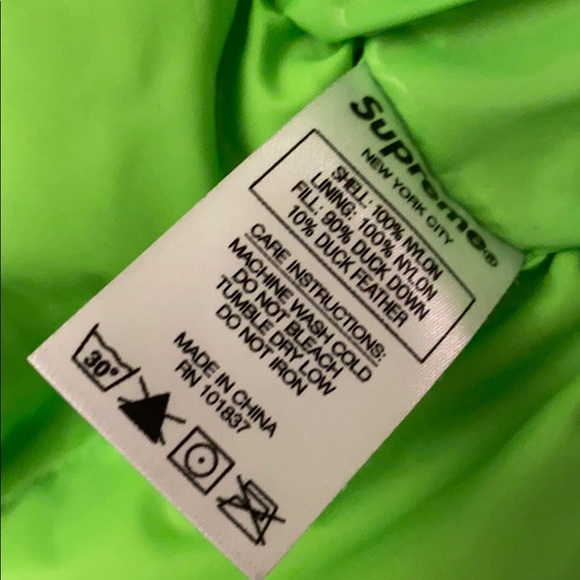 Supreme®
NEW YORK CITY
SHELL: 100% NYLON
LINING: 100% NYLON
FILL: 90% DUCK DOWN
10% DUCK FEATHER
CARE INSTRUCTIONS:
MACHINE WASH COLD
DO NOT BLEACH
TUMBLE DRY LOW
DO NOT IRON
MADE IN CHINA
RN 101837
30°